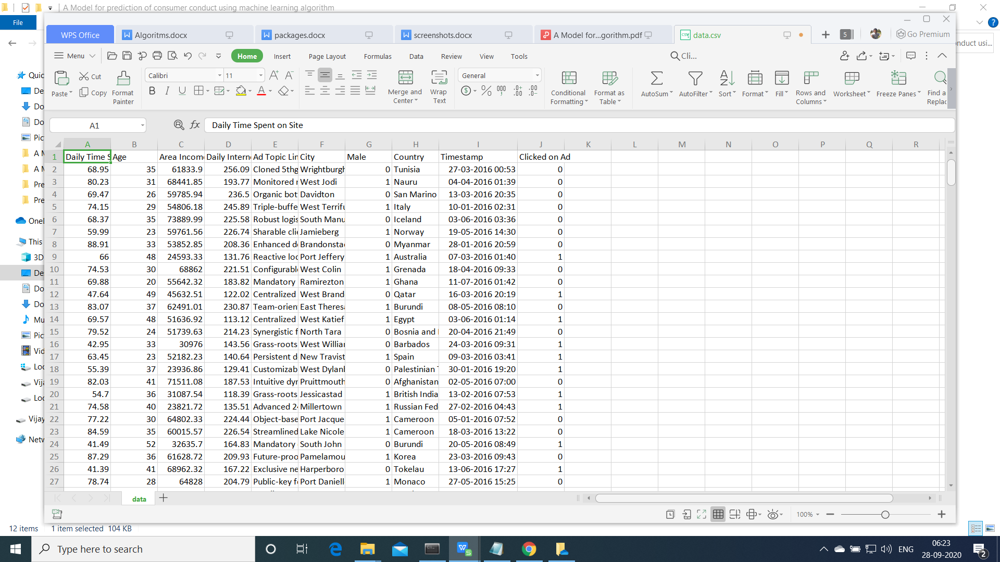 A Model for prediction of consumer conduct using machine learning algorithm
File
WPS Office
Algoritms.docx
packages.docx
screenshots.docx
A Model for...gorithm.pdf
data.csv
5
Go Premium
onduct usi...
Menu
Home
Insert
Page Layout
Formulas
Data
Review
View
Tools
Cli...
Cut
Paste
Copy
Format Painter
Calibri
11
Merge and Center
Wrap Text
General
Conditional Formatting
Format as Table
AutoSum
AutoFilter
Sort
Format
Fill
Rows and Columns
Worksheet
Freeze Panes
Find a
Replac
A1
fx
Daily Time Spent on Site
A B C D E F G H I J K L M N O P Q R
1 Daily Time S Age Area Income Daily Intern Ad Topic Lin City Male Country Timestamp Clicked on Ad
2 68.95 35 61833.9 256.09 Cloned 5thg Wrightburgh 0 Tunisia 27-03-2016 00:53 0
3 80.23 31 68441.85 193.77 Monitored West Jodi 1 Nauru 04-04-2016 01:39 0
4 69.47 26 59785.94 236.5 Organic bot Davidton 0 San Marino 13-03-2016 20:35 0
5 74.15 29 54806.18 245.89 Triple-buffe West Terrifu 1 Italy 10-01-2016 02:31 0
6 68.37 35 73889.99 225.58 Robust logis South Manu 0 Iceland 03-06-2016 03:36 0
7 59.99 23 59761.56 226.74 Sharable clie Jamieberg 1 Norway 19-05-2016 14:30 0
8 88.91 33 53852.85 208.36 Enhanced de Brandonsta 0 Myanmar 28-01-2016 20:59 0
9 66 48 24593.33 131.76 Reactive loc Port Jeffery 1 Australia 07-03-2016 01:40 1
10 74.53 30 68862 221.51 Configurabl West Colin 1 Grenada 18-04-2016 09:33 0
11 69.88 20 55642.32 183.82 Mandatory Ramirezton 1 Ghana 11-07-2016 01:42 0
12 47.64 49 45632.51 122.02 Centralized West Brand 0 Qatar 16-03-2016 20:19 1
13 83.07 37 62491.01 230.87 Team-orien East Theresa 1 Burundi 08-05-2016 08:10 0
14 69.57 48 51636.92 113.12 Centralized West Katief 1 Egypt 03-06-2016 01:14 1
15 79.52 24 51739.63 214.23 Synergistic f North Tara 0 Bosnia and 20-04-2016 21:49 0
16 42.95 33 30976 143.56 Grass-roots West Willian 0 Barbados 24-03-2016 09:31 1
17 63.45 23 52182.23 140.64 Persistent d New Travist 1 Spain 09-03-2016 03:41 1
18 55.39 37 23936.86 129.41 Customizab West Dylanl 0 Palestinian 30-01-2016 19:20 1
19 82.03 41 71511.08 187.53 Intuitive dyn Pruittmouth 0 Afghanistan 02-05-2016 07:00 0
20 54.7 36 31087.54 118.39 Grass-roots Jessicastad 1 British India 13-02-2016 07:53 1
21 74.58 40 23821.72 135.51 Advanced 24 Millertown 1 Russian Fed 27-02-2016 04:43 1
22 77.22 30 64802.33 224.44 Object-base Port Jacque 1 Cameroon 05-01-2016 07:52 0
23 84.59 35 60015.57 226.54 Streamlined Lake Nicole 1 Cameroon 18-03-2016 13:22 0
24 41.49 52 32635.7 164.83 Mandatory South John 0 Burundi 20-05-2016 08:49 1
25 87.29 36 61628.72 209.93 Future-proo Pamelamou 1 Korea 23-03-2016 09:43 0
26 41.39 41 68962.32 167.22 Exclusive ne Harperboro 0 Tokelau 13-06-2016 17:27 1
27 78.74 28 64828 204.79 Public-key f Port Daniell 1 Monaco 27-05-2016 15:25 0
Quic
De
Do
Do
Pic
A M
A M
Pre
Pre
Onel
This
3D
De
Do
Do
Mu
Pic
Vid
Loc
Vija
Loc
Vijay
Netw
data
100%
12 items 1 item selected 104 KB
Type here to search
ENG
06:23
28-09-2020
2